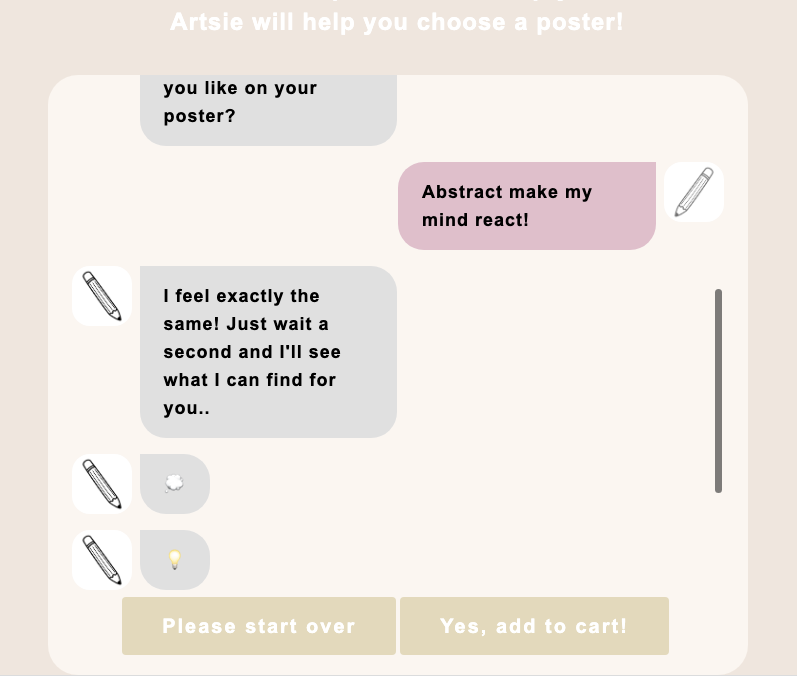 Artsie will help you choose a poster!
you like on your
poster?
Abstract make my
mind react!
I feel exactly the
same! Just wait a
second and I'll see
what I can find for
you..
Please start over
Yes, add to cart!